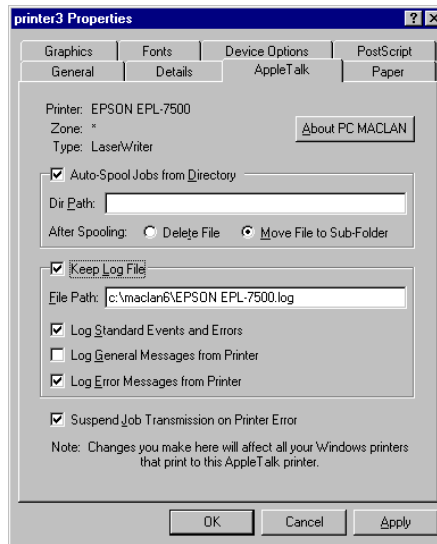 printer3 Properties
Graphics Fonts Device Options PostScript
General Details AppleTalk Paper
Printer: EPSON EPL-7500
Zone: *
Type: LaserWriter
About PC MACLAN
Auto-Spool Jobs from Directory
Dir Path:
After Spooling: Delete File Move File to Sub-Folder
Keep Log File
File Path: c:\maclan6\EPSON EPL-7500.log
Log Standard Events and Errors
Log General Messages from Printer
Log Error Messages from Printer
Suspend Job Transmission on Printer Error
Note: Changes you make here will affect all your Windows printers
that print to this AppleTalk printer.
OK Cancel Apply